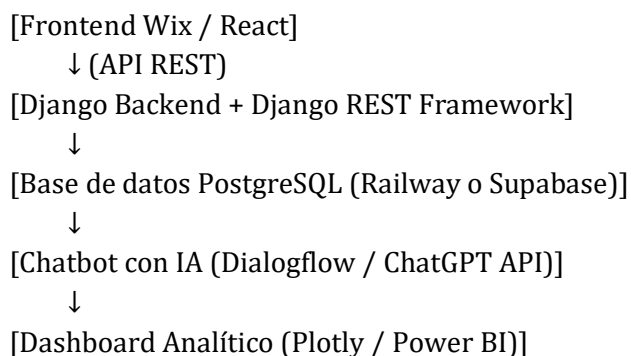 [Frontend Wix / React]
↓ (API REST)
[Django Backend + Django REST Framework]
↓
[Base de datos PostgreSQL (Railway o Supabase)]
↓
[Chatbot con IA (Dialogflow / ChatGPT API)]
↓
[Dashboard Analítico (Plotly / Power BI)]